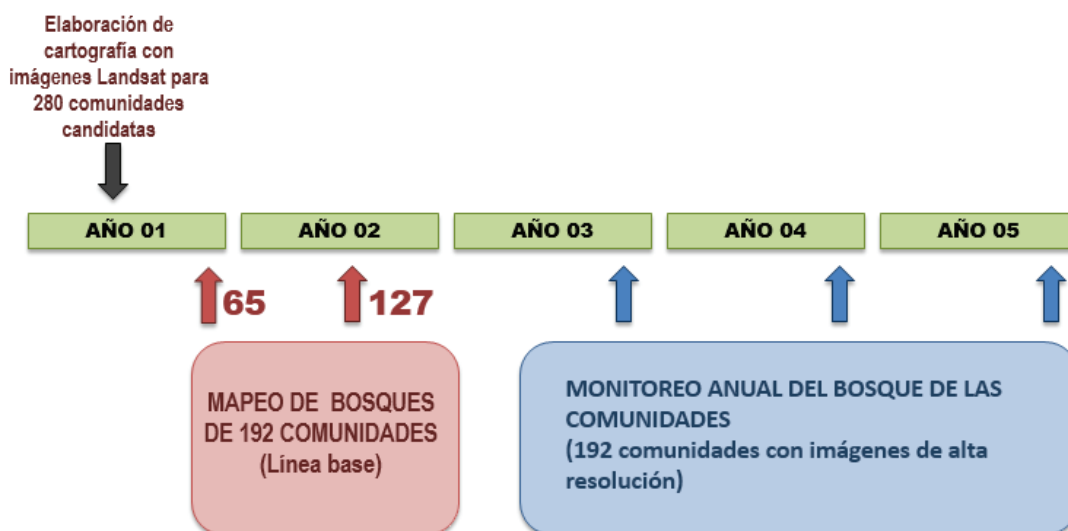 Elaboración de
cartografía con
imágenes Landsat para
280 comunidades
candidatas
AÑO 01
AÑO 02
AÑO 03
AÑO 04
AÑO 05
65
127
MAPEO DE BOSQUES
DE 192 COMUNIDADES
(Línea base)
MONITOREO ANUAL DEL BOSQUE DE LAS
COMUNIDADES
(192 comunidades con imágenes de alta
resolución)